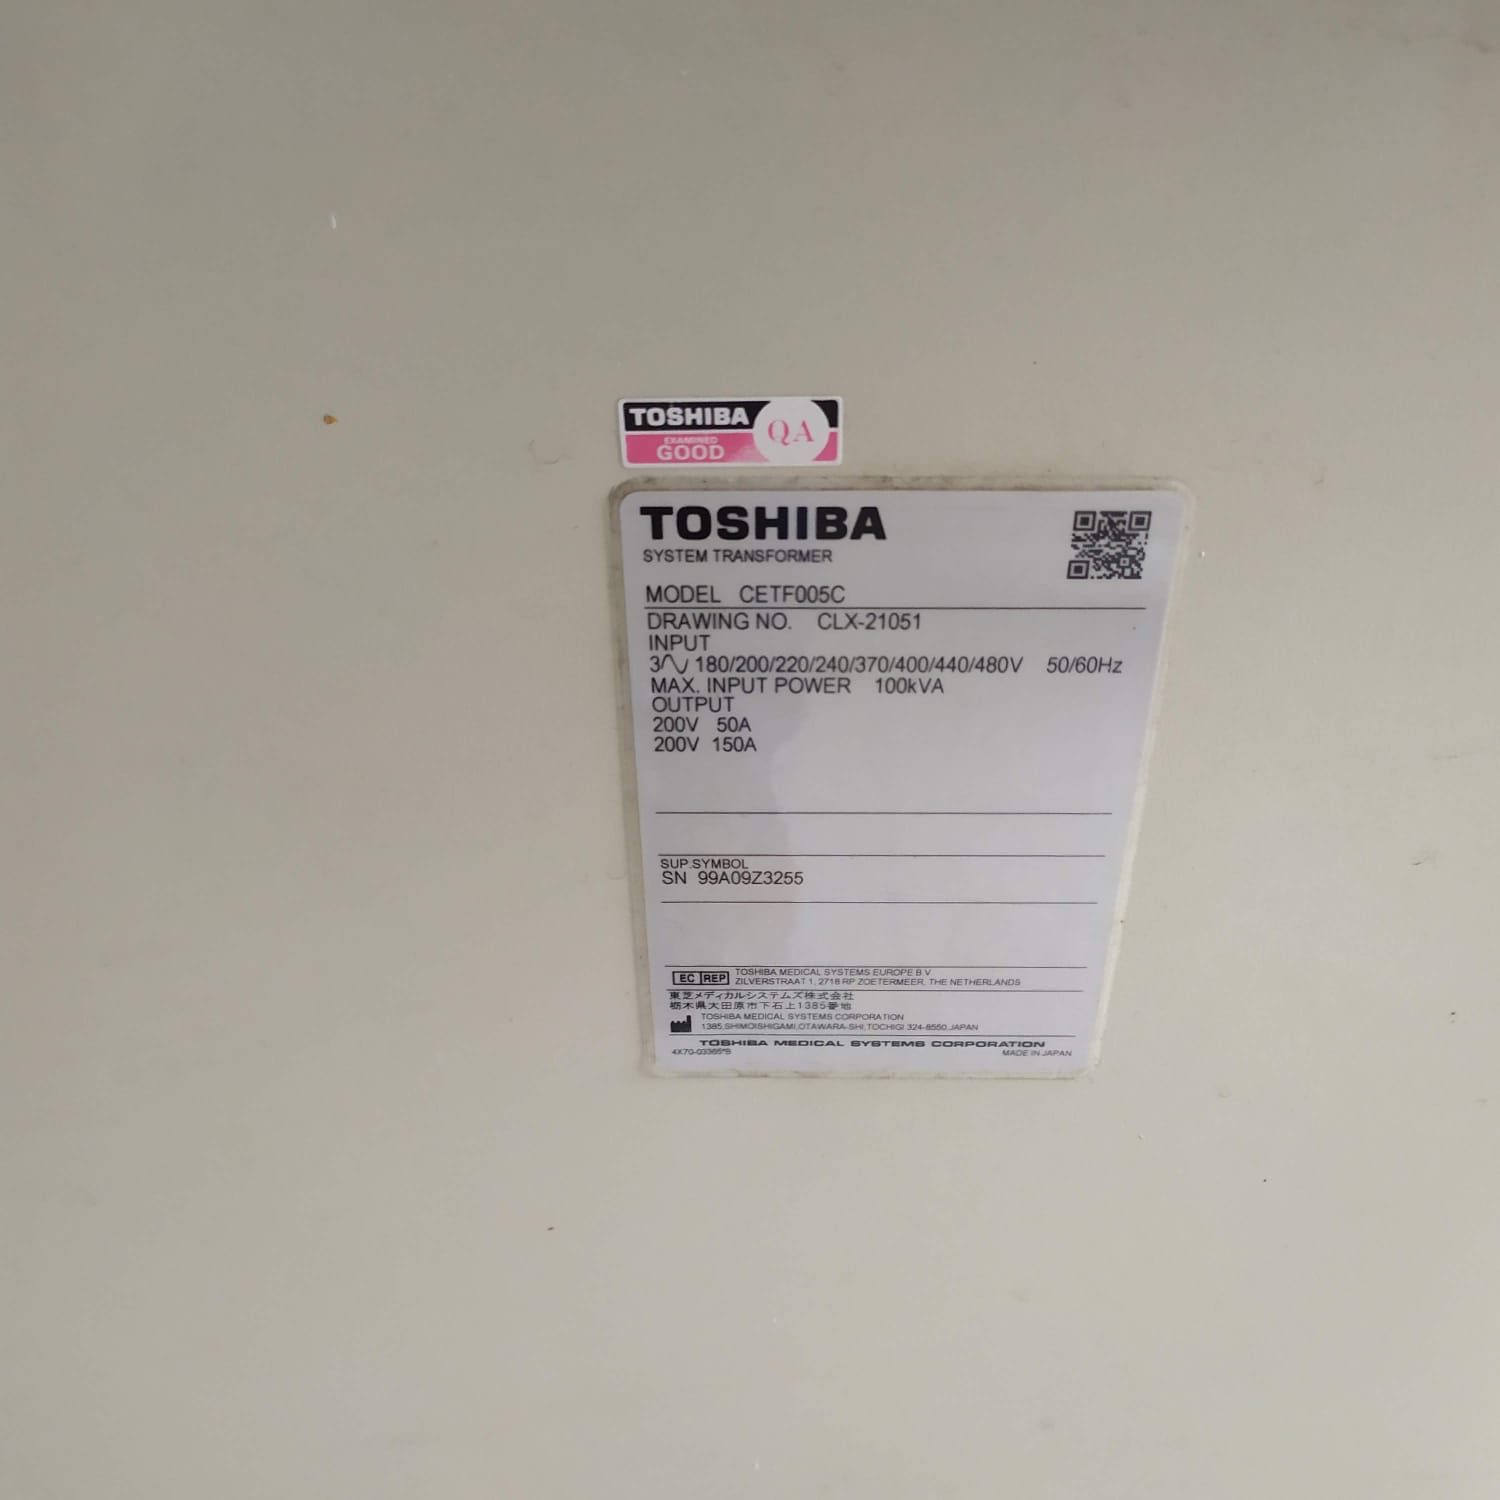 TOSHIBA
QA
EXAMINED
GOOD
TOSHIBA
SYSTEM TRANSFORMER
MODEL CETF005C
DRAWING NO. CLX-21051
INPUT
3∿ 180/200/220/240/370/400/440/480V 50/60Hz
MAX. INPUT POWER 100kVA
OUTPUT
200V 50A
200V 150A
SUP.SYMBOL
SN 99A09Z3255
EC REP TOSHIBA MEDICAL SYSTEMS EUROPE B.V
ZILVERSTRAAT 1, 2718 RP ZOETERMEER, THE NETHERLANDS
東芝メディカルシステムズ株式会社
栃木県大田原市下石上1385番地
TOSHIBA MEDICAL SYSTEMS CORPORATION
1385,SHIMOISHIGAMI,OTAWARA-SHI,TOCHIGI 324-8550,JAPAN
TOSHIBA MEDICAL SYSTEMS CORPORATION
MADE IN JAPAN